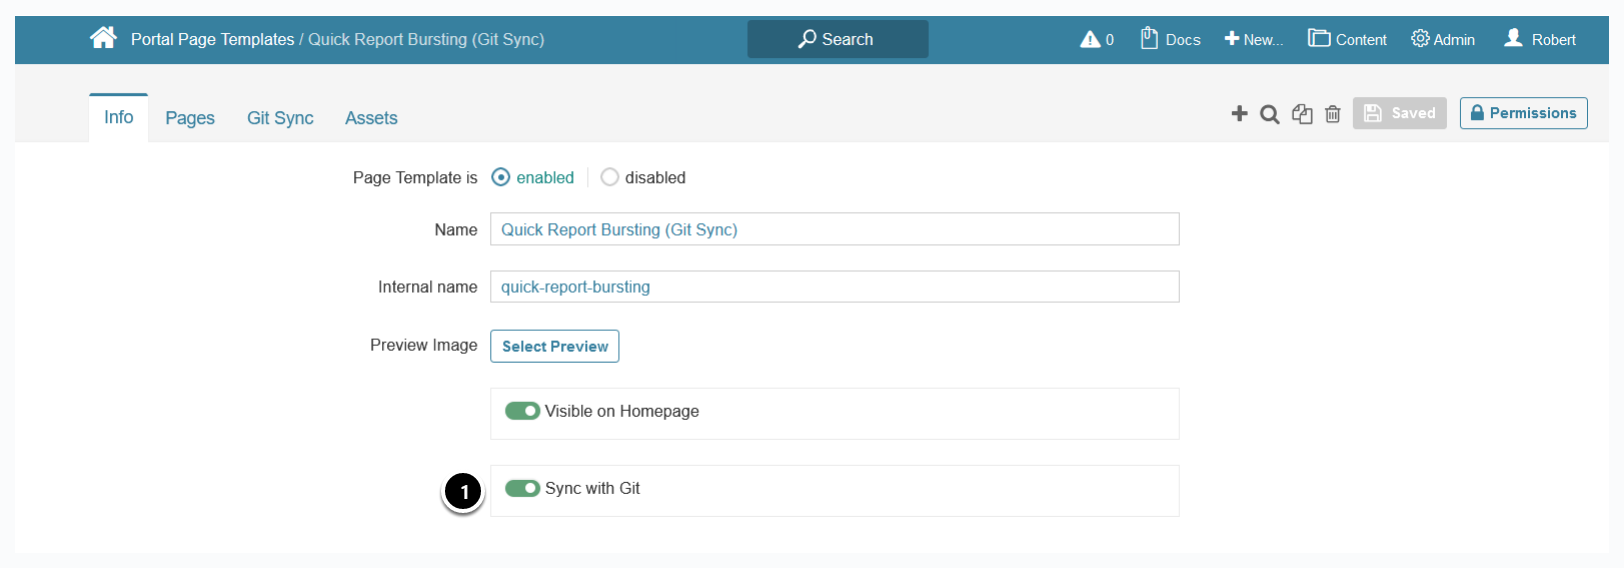 Portal Page Templates / Quick Report Bursting (Git Sync) Search 0 Docs New... Content Admin Robert
Info Pages Git Sync Assets Saved Permissions
Page Template is enabled disabled
Name Quick Report Bursting (Git Sync)
Internal name quick-report-bursting
Preview Image Select Preview
Visible on Homepage
1 Sync with Git